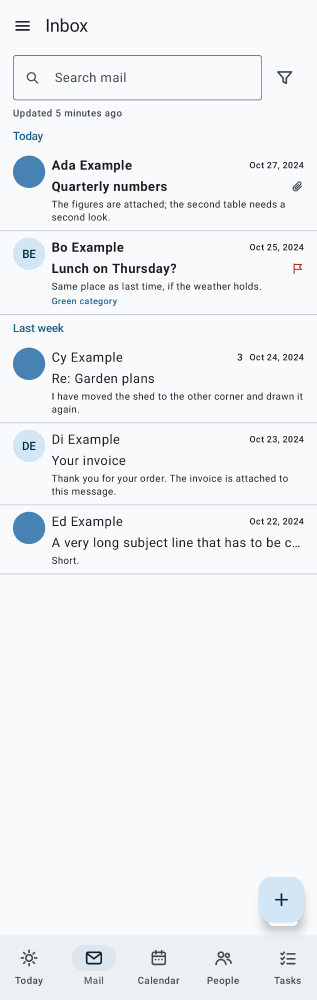 Inbox
Search mail
Updated 5 minutes ago
Today
Ada Example Oct 27, 2024
Quarterly numbers
The figures are attached; the second table needs a
second look.
BE Bo Example Oct 25, 2024
Lunch on Thursday?
Same place as last time, if the weather holds.
Green category
Last week
Cy Example 3 Oct 24, 2024
Re: Garden plans
I have moved the shed to the other corner and drawn it
again.
DE Di Example Oct 23, 2024
Your invoice
Thank you for your order. The invoice is attached to
this message.
Ed Example Oct 22, 2024
A very long subject line that has to be c…
Short.
Today Mail Calendar People Tasks